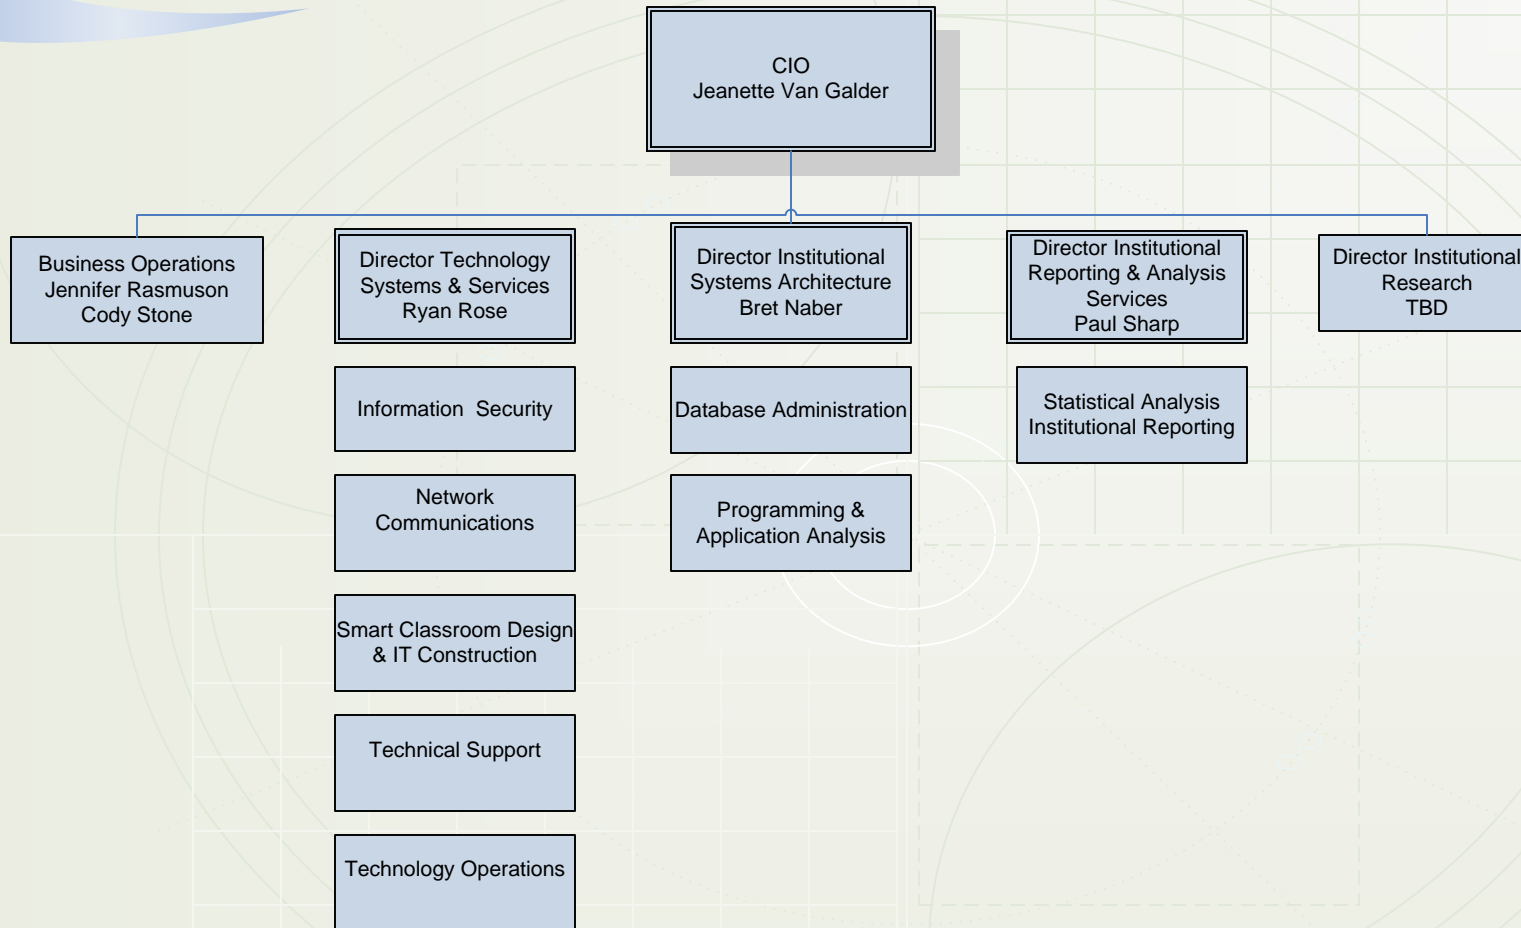 CIO
Jeanette Van Galder
Business Operations
Jennifer Rasmuson
Cody Stone
Director Technology
Systems & Services
Ryan Rose
Director Institutional
Systems Architecture
Bret Naber
Director Institutional
Reporting & Analysis
Services
Paul Sharp
Director Institutional
Research
TBD
Information  Security
Network
Communications
Smart Classroom Design
& IT Construction
Technical Support
Technology Operations
Database Administration
Programming &
Application Analysis
Statistical Analysis
Institutional Reporting